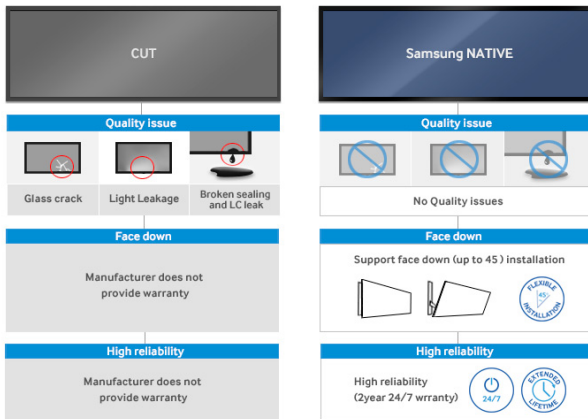 CUT
Quality issue
Glass crack
Light Leakage
Broken sealing
and LC leak
Face down
Manufacturer does not
provide warranty
High reliability
Manufacturer does not
provide warranty
Samsung NATIVE
Quality issue
No Quality issues
Face down
Support face down (up to 45 ) installation
FLEXIBLE
45°
INSTALLATION
High reliability
High reliability
(2year 24/7 wrranty)
24/7
EXTENDED
LIFETIME